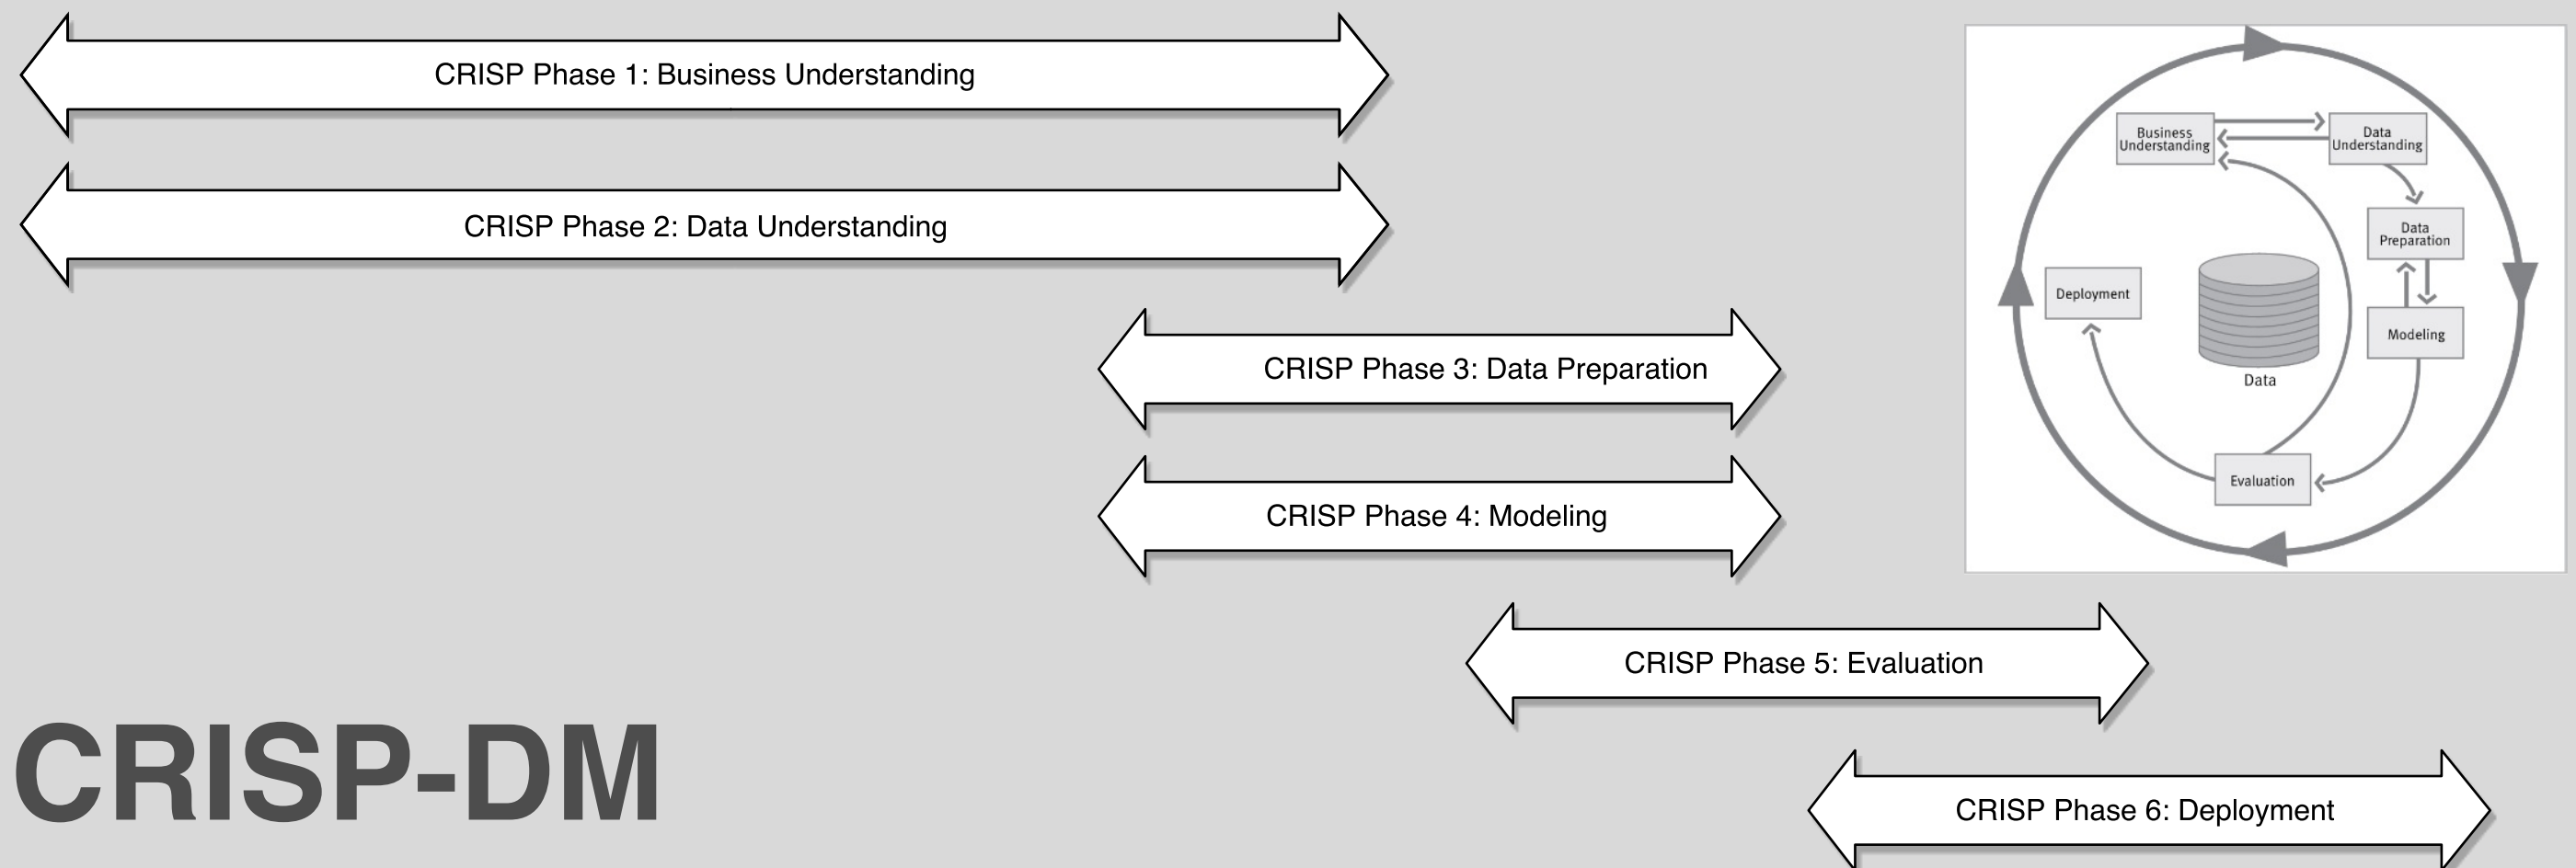 CRISP Phase 1: Business Understanding
CRISP Phase 2: Data Understanding
CRISP Phase 3: Data Preparation
CRISP Phase 4: Modeling
CRISP Phase 5: Evaluation
CRISP Phase 6: Deployment
CRISP-DM
Business
Understanding
Data
Understanding
Data
Preparation
Deployment
Modeling
Data
Evaluation